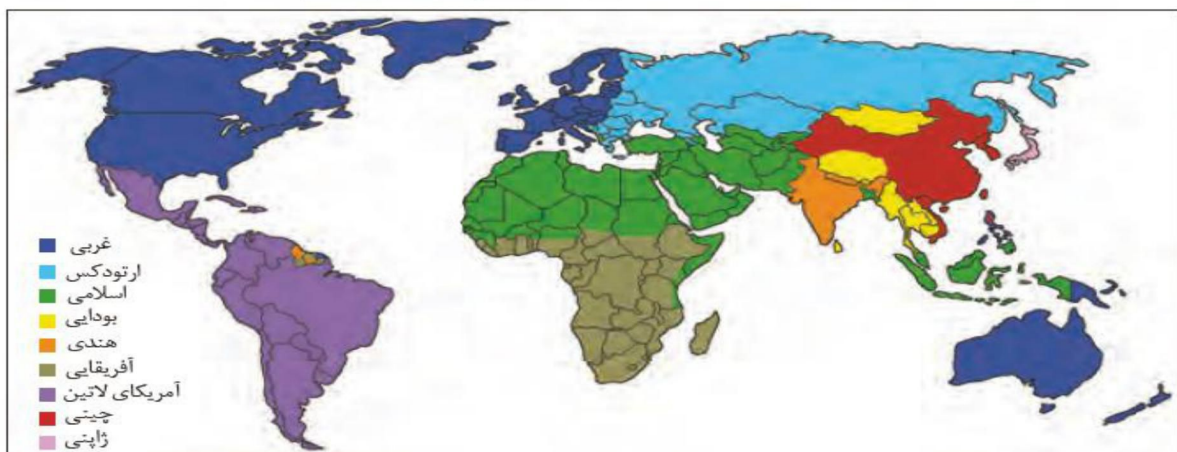 غربی
ارتودکس
اسلامی
بودایی
هندی
آفریقایی
آمریکای لاتین
چینی
ژاپنی